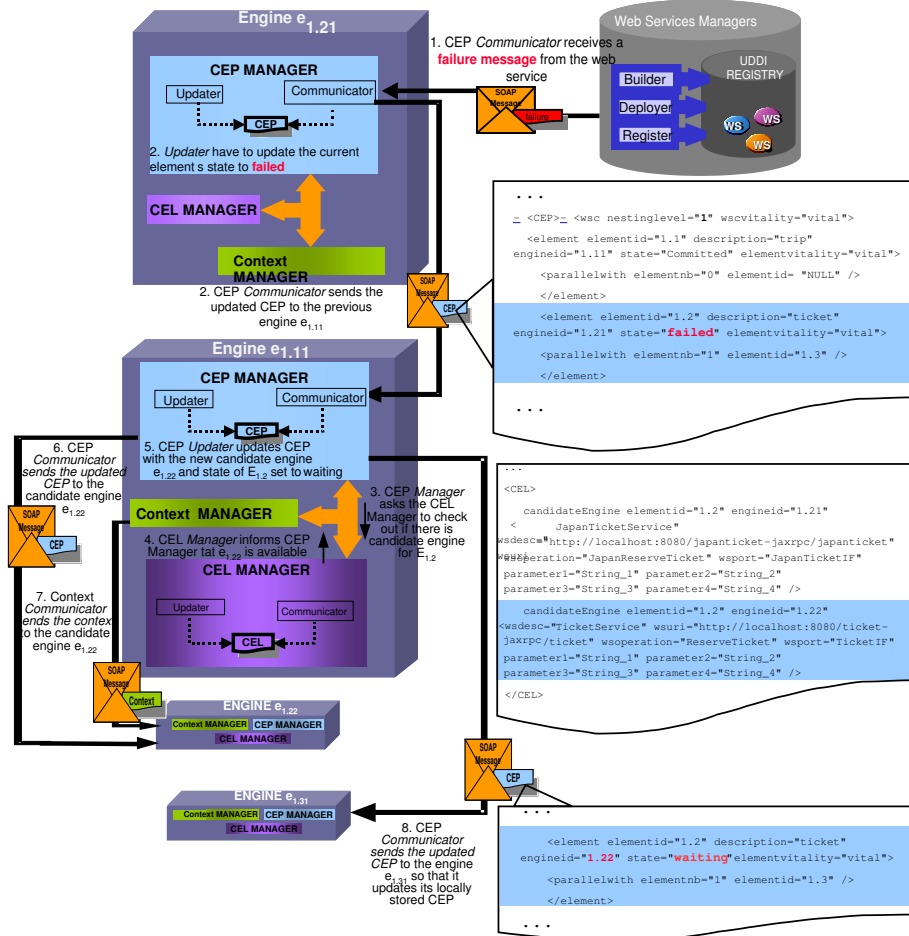 Engine e1.21
CEP MANAGER
Updater
Communicator
CEP
2. Updater have to update the current
element s state to failed
CEL MANAGER
Context
MANAGER
1. CEP Communicator receives a
failure message from the web
service
SOAP
Message
failure
Web Services Managers
Builder
Deployer
Register
UDDI
REGISTRY
WS
WS
WS
2. CEP Communicator sends the
updated CEP to the previous
engine e1.11
SOAP
Message
CEP
. . .
- <CEP>- <wsc nestinglevel="1" wscvitality="vital">
<element elementid="1.1" description="trip"
engineid="1.11" state="Committed" elementvitality="vital">
<parallelwith elementnb="0" elementid= "NULL" />
</element>
<element elementid="1.2" description="ticket"
engineid="1.21" state="failed" elementvitality="vital">
<parallelwith elementnb="1" elementid="1.3" />
</element>
. . .
Engine e1.11
CEP MANAGER
Updater
Communicator
CEP
5. CEP Updater updates CEP
with the new candidate engine
e1.22 and state of E1.2 set to waiting
Context MANAGER
3. CEP Manager
asks the CEL
Manager to check
out if there is
candidate engine
for E1.2
4. CEL Manager informs CEP
Manager tat e1.22 is available
CEL MANAGER
Updater
Communicator
CEL
6. CEP
Communicator
sends the updated
CEP to the
candidate engine
e1.22
SOAP
Message
CEP
7. Context
Communicator
ends the contex
to the candidate
engine e1.22
SOAP
Message
Context
...
<CEL>
candidateEngine elementid="1.2" engineid="1.21"
< JapanTicketService"
wsdesc="http://localhost:8080/japanticket-jaxrpc/japanticket"
wsuri
wsoperation="JapanReserveTicket" wsport="JapanTicketIF"
parameter1="String_1" parameter2="String_2"
parameter3="String_3" parameter4="String_4" />
candidateEngine elementid="1.2" engineid="1.22"
<wsdesc="TicketService" wsuri="http://localhost:8080/ticket-
jaxrpc/ticket" wsoperation="ReserveTicket" wsport="TicketIF"
parameter1="String_1" parameter2="String_2"
parameter3="String_3" parameter4="String_4" />
</CEL>
ENGINE e1.22
Context MANAGER
CEP MANAGER
CEL MANAGER
SOAP
Message
CEP
ENGINE e1.31
Context MANAGER
CEP MANAGER
CEL MANAGER
8. CEP
Communicator
sends the updated
CEP to the engine
e1.31 so that it
updates its locally
stored CEP
. . .
<element elementid="1.2" description="ticket"
engineid="1.22" state="waiting"elementvitality="vital">
<parallelwith elementnb="1" elementid="1.3" />
</element>
. . .